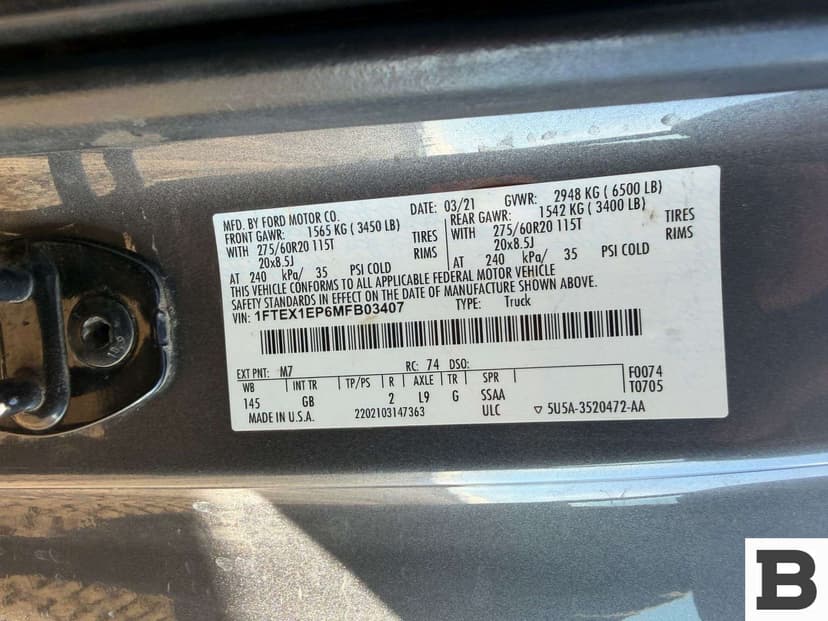 MFD. BY FORD MOTOR CO. DATE: 03/21 GVWR: 2948 KG ( 6500 LB)
FRONT GAWR: 1565 KG ( 3450 LB) REAR GAWR: 1542 KG ( 3400 LB)
WITH 275/60R20 115T TIRES WITH 275/60R20 115T TIRES
20x8.5J RIMS 20x8.5J RIMS
AT 240 kPa/ 35 PSI COLD AT 240 kPa/ 35 PSI COLD
THIS VEHICLE CONFORMS TO ALL APPLICABLE FEDERAL MOTOR VEHICLE
SAFETY STANDARDS IN EFFECT ON THE DATE OF MANUFACTURE SHOWN ABOVE.
VIN: 1FTEX1EP6MFB03407 TYPE: Truck
EXT PNT: M7 RC: 74 DSO: F0074
WB INT TR TP/PS R AXLE TR SPR T0705
145 GB 2 L9 G SSAA
MADE IN U.S.A. 2202103147363 ULC ▽ 5U5A-3520472-AA
10.9
B